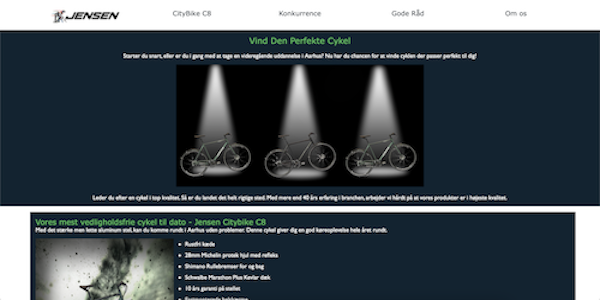 JENSEN
CityBike C8
Konkurrence
Gode Råd
Om os
Vind Den Perfekte Cykel
Starter du snart, eller er du i gang med at tage en videregående uddannelse i Aarhus? Nu har du chancen for at vinde cyklen der passer perfekt til dig!
Leder du efter en cykel i top kvalitet. Så er du landet det helt rigtige sted. Med mere end 40 års erfaring i branchen, arbejder vi hårdt på at vores produkter er i højeste kvalitet.
Vores mest vedligholdsfrie cykel til dato - Jensen Citybike C8
Med det stærke men lette aluminum stel, kan du komme rundt i Aarhus uden problemer. Denne cykel giver dig en god køreoplevelse hele året rundt.
Rustfri kæde
28mm Michelin protek hjul med refleks
Shimano Rullebremser for og bag
Schwalbe Marathon Plus Kevlar dæk
10 års garanti på stellet